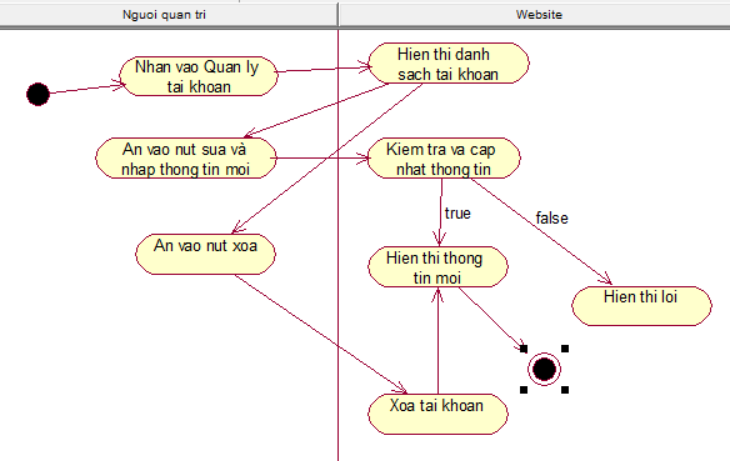 Nguoi quan tri
Website
Nhan vao Quan ly
tai khoan
Hien thi danh
sach tai khoan
An vao nut sua và
nhap thong tin moi
Kiem tra va cap
nhat thong tin
true
false
An vao nut xoa
Hien thi thong
tin moi
Hien thi loi
Xoa tai khoan